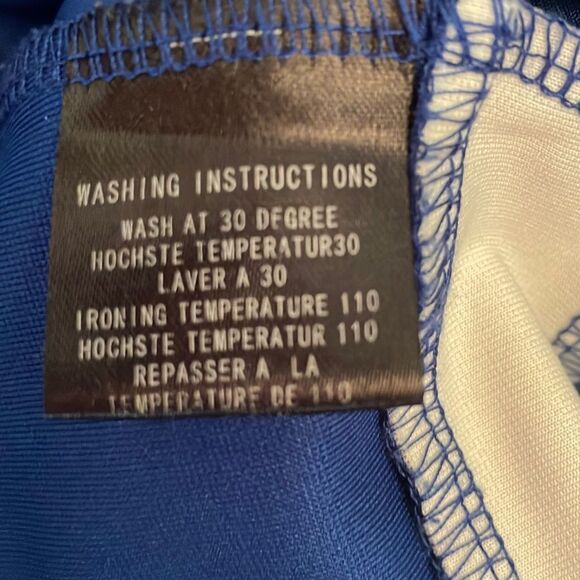 WASHING INSTRUCTIONS
WASH AT 30 DFGREE
HOCHSTE TEMPERATUR30
LAVER A 30
IRONING TEMPERATURE 110
HOCHSTE TEMPERATUR 110
REPASSER A LA
TEMPERATURE DE 110